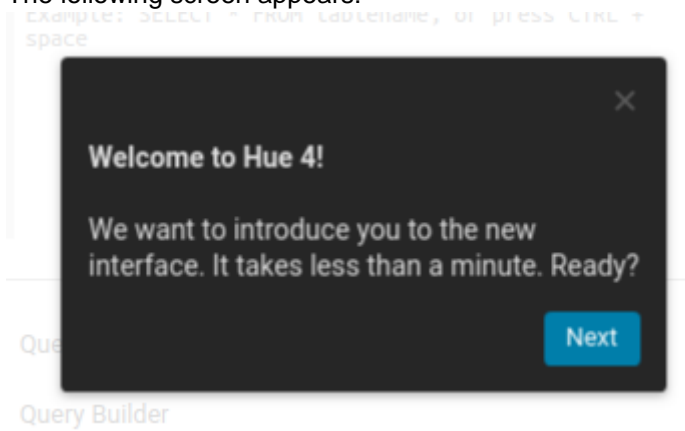 The following screen appears:
Example: SELECT * FROM tablename, or press CTRL +
space
Welcome to Hue 4!
We want to introduce you to the new
interface. It takes less than a minute. Ready?
Next
Que
Query Builder